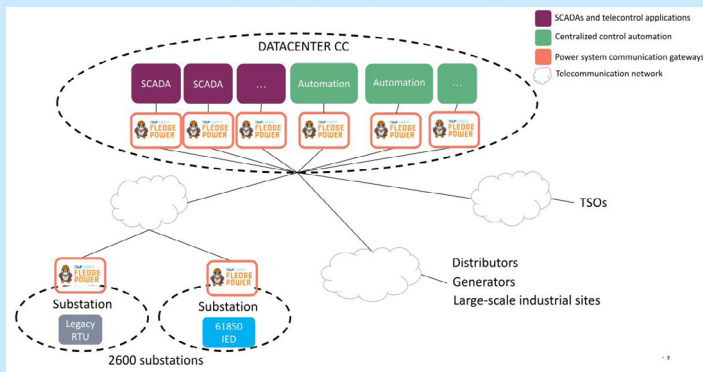 SCADAs and telecontrol applications
Centralized control automation
Power system communication gateways
Telecommunication network
DATACENTER CC
SCADA
SCADA
...
Automation
Automation
...
FLEDGE
POWER
FLEDGE
POWER
FLEDGE
POWER
FLEDGE
POWER
FLEDGE
POWER
FLEDGE
POWER
TSOs
Distributors
Generators
Large-scale industrial sites
FLEDGE
POWER
Substation
Legacy
RTU
FLEDGE
POWER
Substation
61850
IED
2600 substations